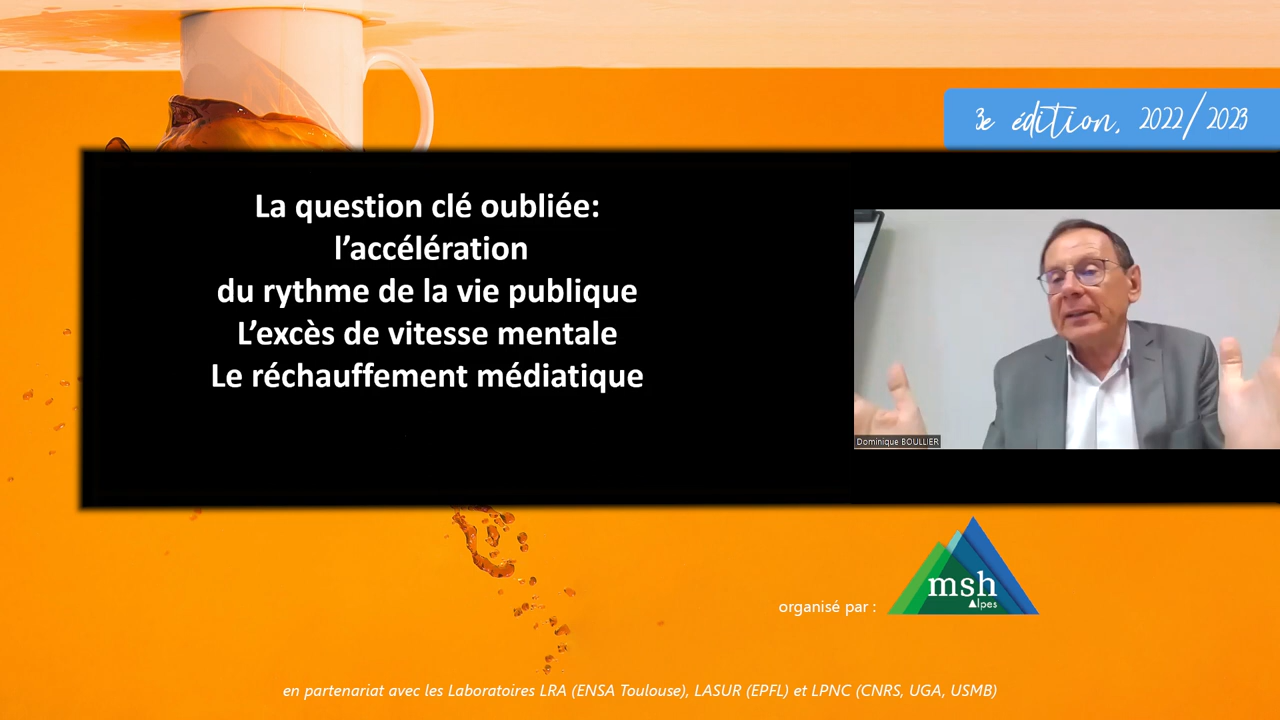 3e édition, 2022/2023
La question clé oubliée:
l’accélération
du rythme de la vie publique
L’excès de vitesse mentale
Le réchauffement médiatique
Dominique BOULLIER
organisé par :
msh
Alpes
en partenariat avec les Laboratoires LRA (ENSA Toulouse), LASUR (EPFL) et LPNC (CNRS, UGA, USMB)